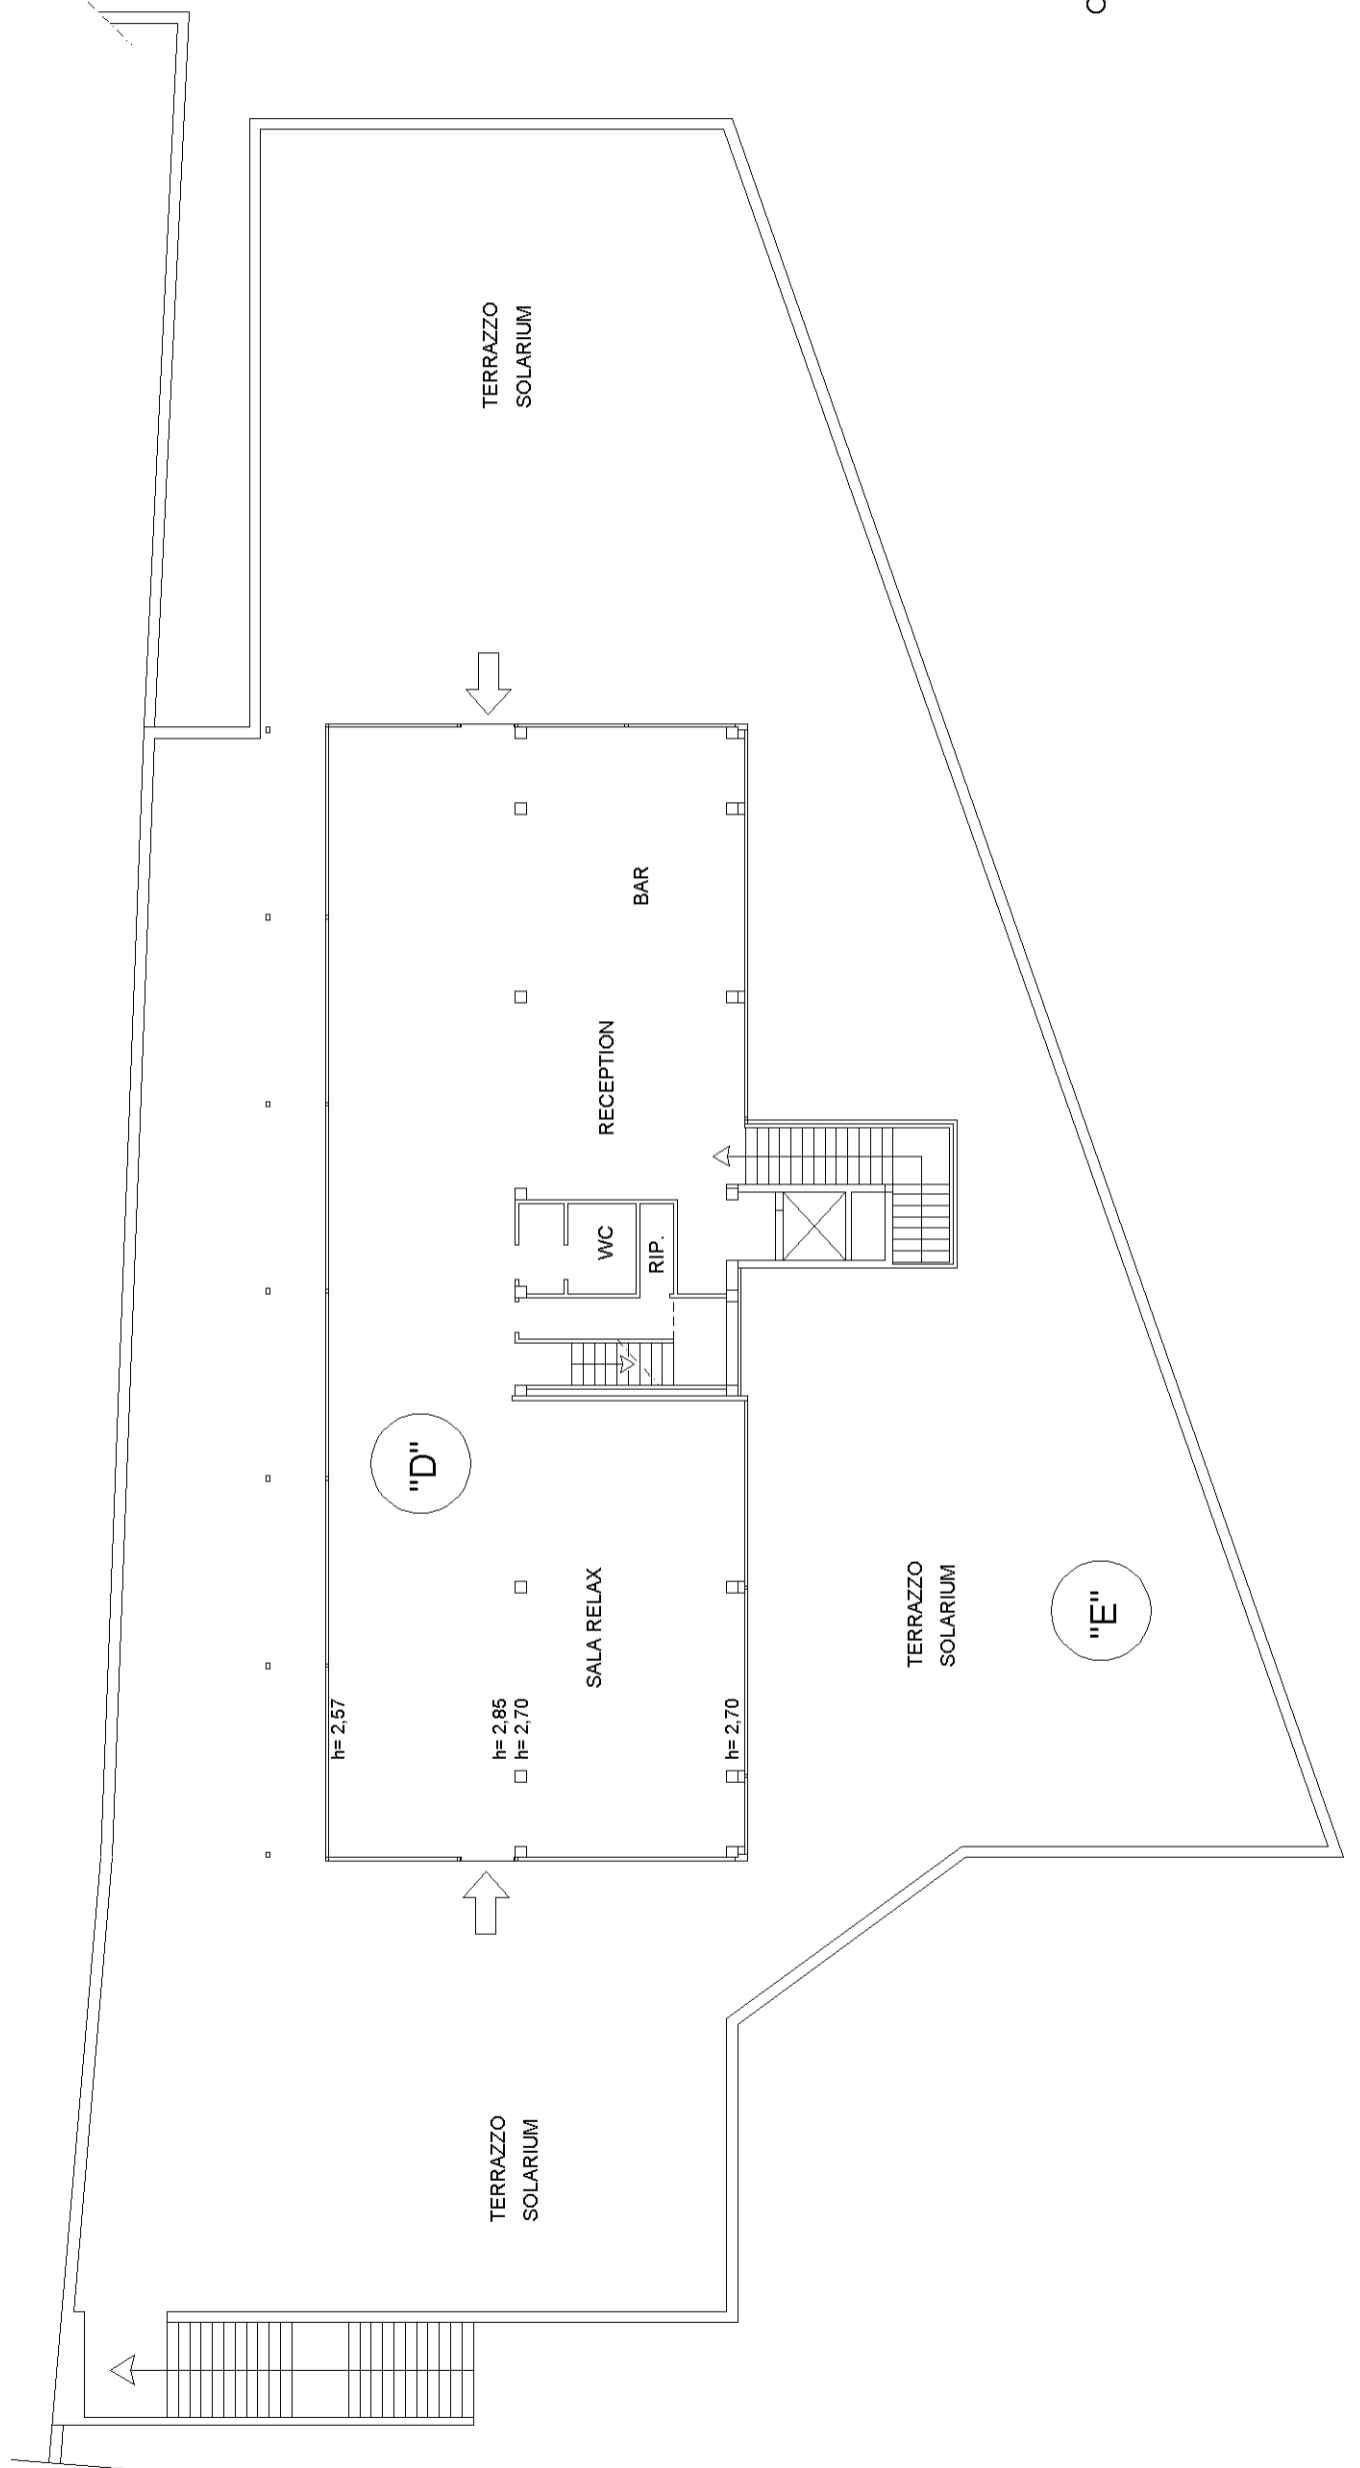 TERRAZZO
SOLARIUM
BAR
RECEPTION
WC
RIP.
"D"
SALA RELAX
h= 2,57
h= 2,85
h= 2,70
h= 2,70
TERRAZZO
SOLARIUM
"E"
TERRAZZO
SOLARIUM